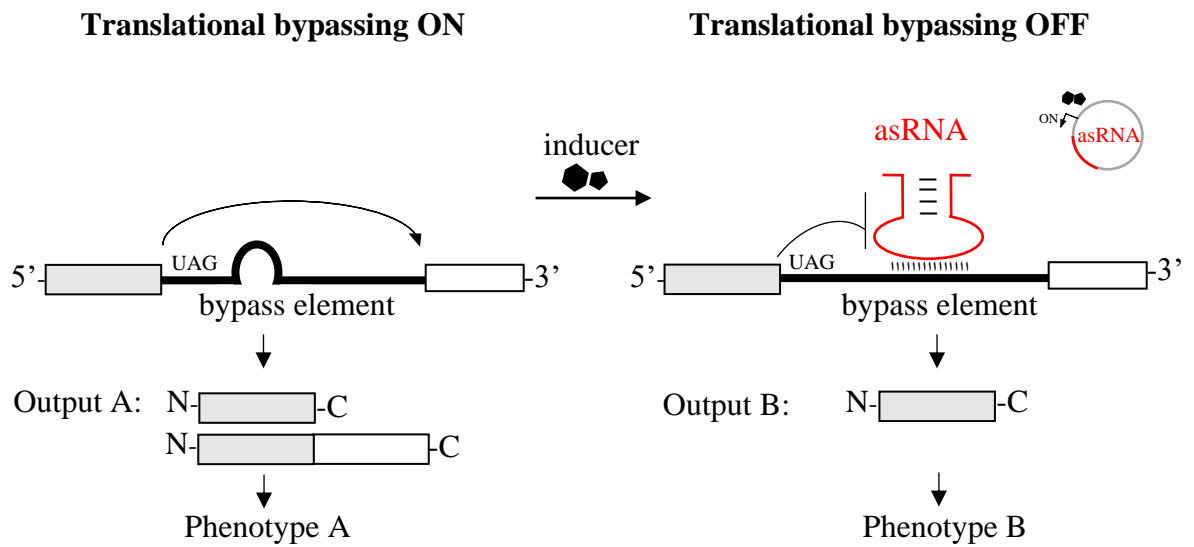 Translational bypassing ON
Translational bypassing OFF
inducer
asRNA
ON
asRNA
5’
UAG
3’
bypass element
5’
UAG
3’
bypass element
Output A:
N-
-C
N-
-C
Phenotype A
Output B:
N-
-C
Phenotype B